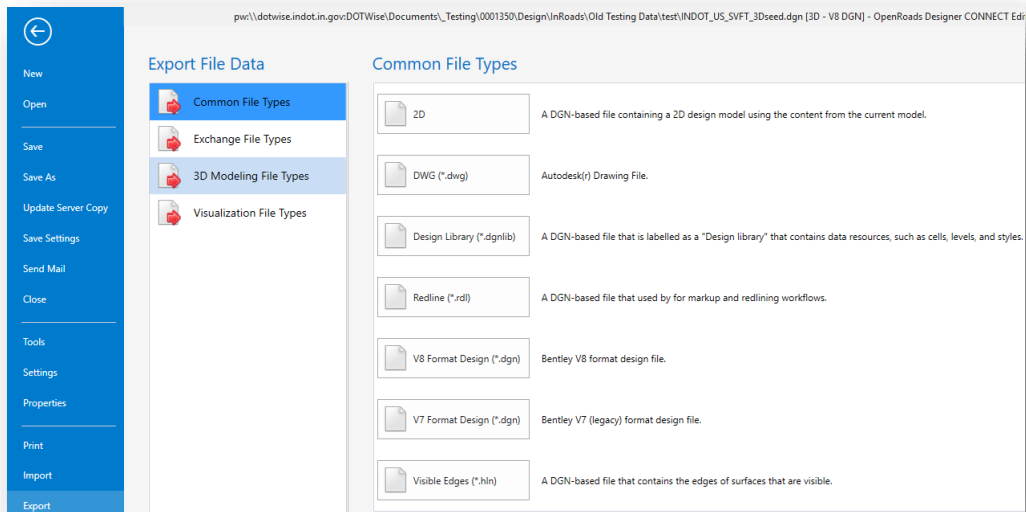 pw:\\dotwise.indot.in.gov:DOTWise\Documents\_Testing\0001350\Design\InRoads\Old Testing Data\test\INDOT_US_SVFT_3Dseed.dgn [3D - V8 DGN] - OpenRoads Designer CONNECT Edi
New
Open
Save
Save As
Update Server Copy
Save Settings
Send Mail
Close
Tools
Settings
Properties
Print
Import
Export
Export File Data
Common File Types
Exchange File Types
3D Modeling File Types
Visualization File Types
Common File Types
2D
A DGN-based file containing a 2D design model using the content from the current model.
DWG (*.dwg)
Autodesk(r) Drawing File.
Design Library (*.dgnlib)
A DGN-based file that is labelled as a "Design library" that contains data resources, such as cells, levels, and styles.
Redline (*.rdl)
A DGN-based file that used by for markup and redlining workflows.
V8 Format Design (*.dgn)
Bentley V8 format design file.
V7 Format Design (*.dgn)
Bentley V7 (legacy) format design file.
Visible Edges (*.hln)
A DGN-based file that contains the edges of surfaces that are visible.